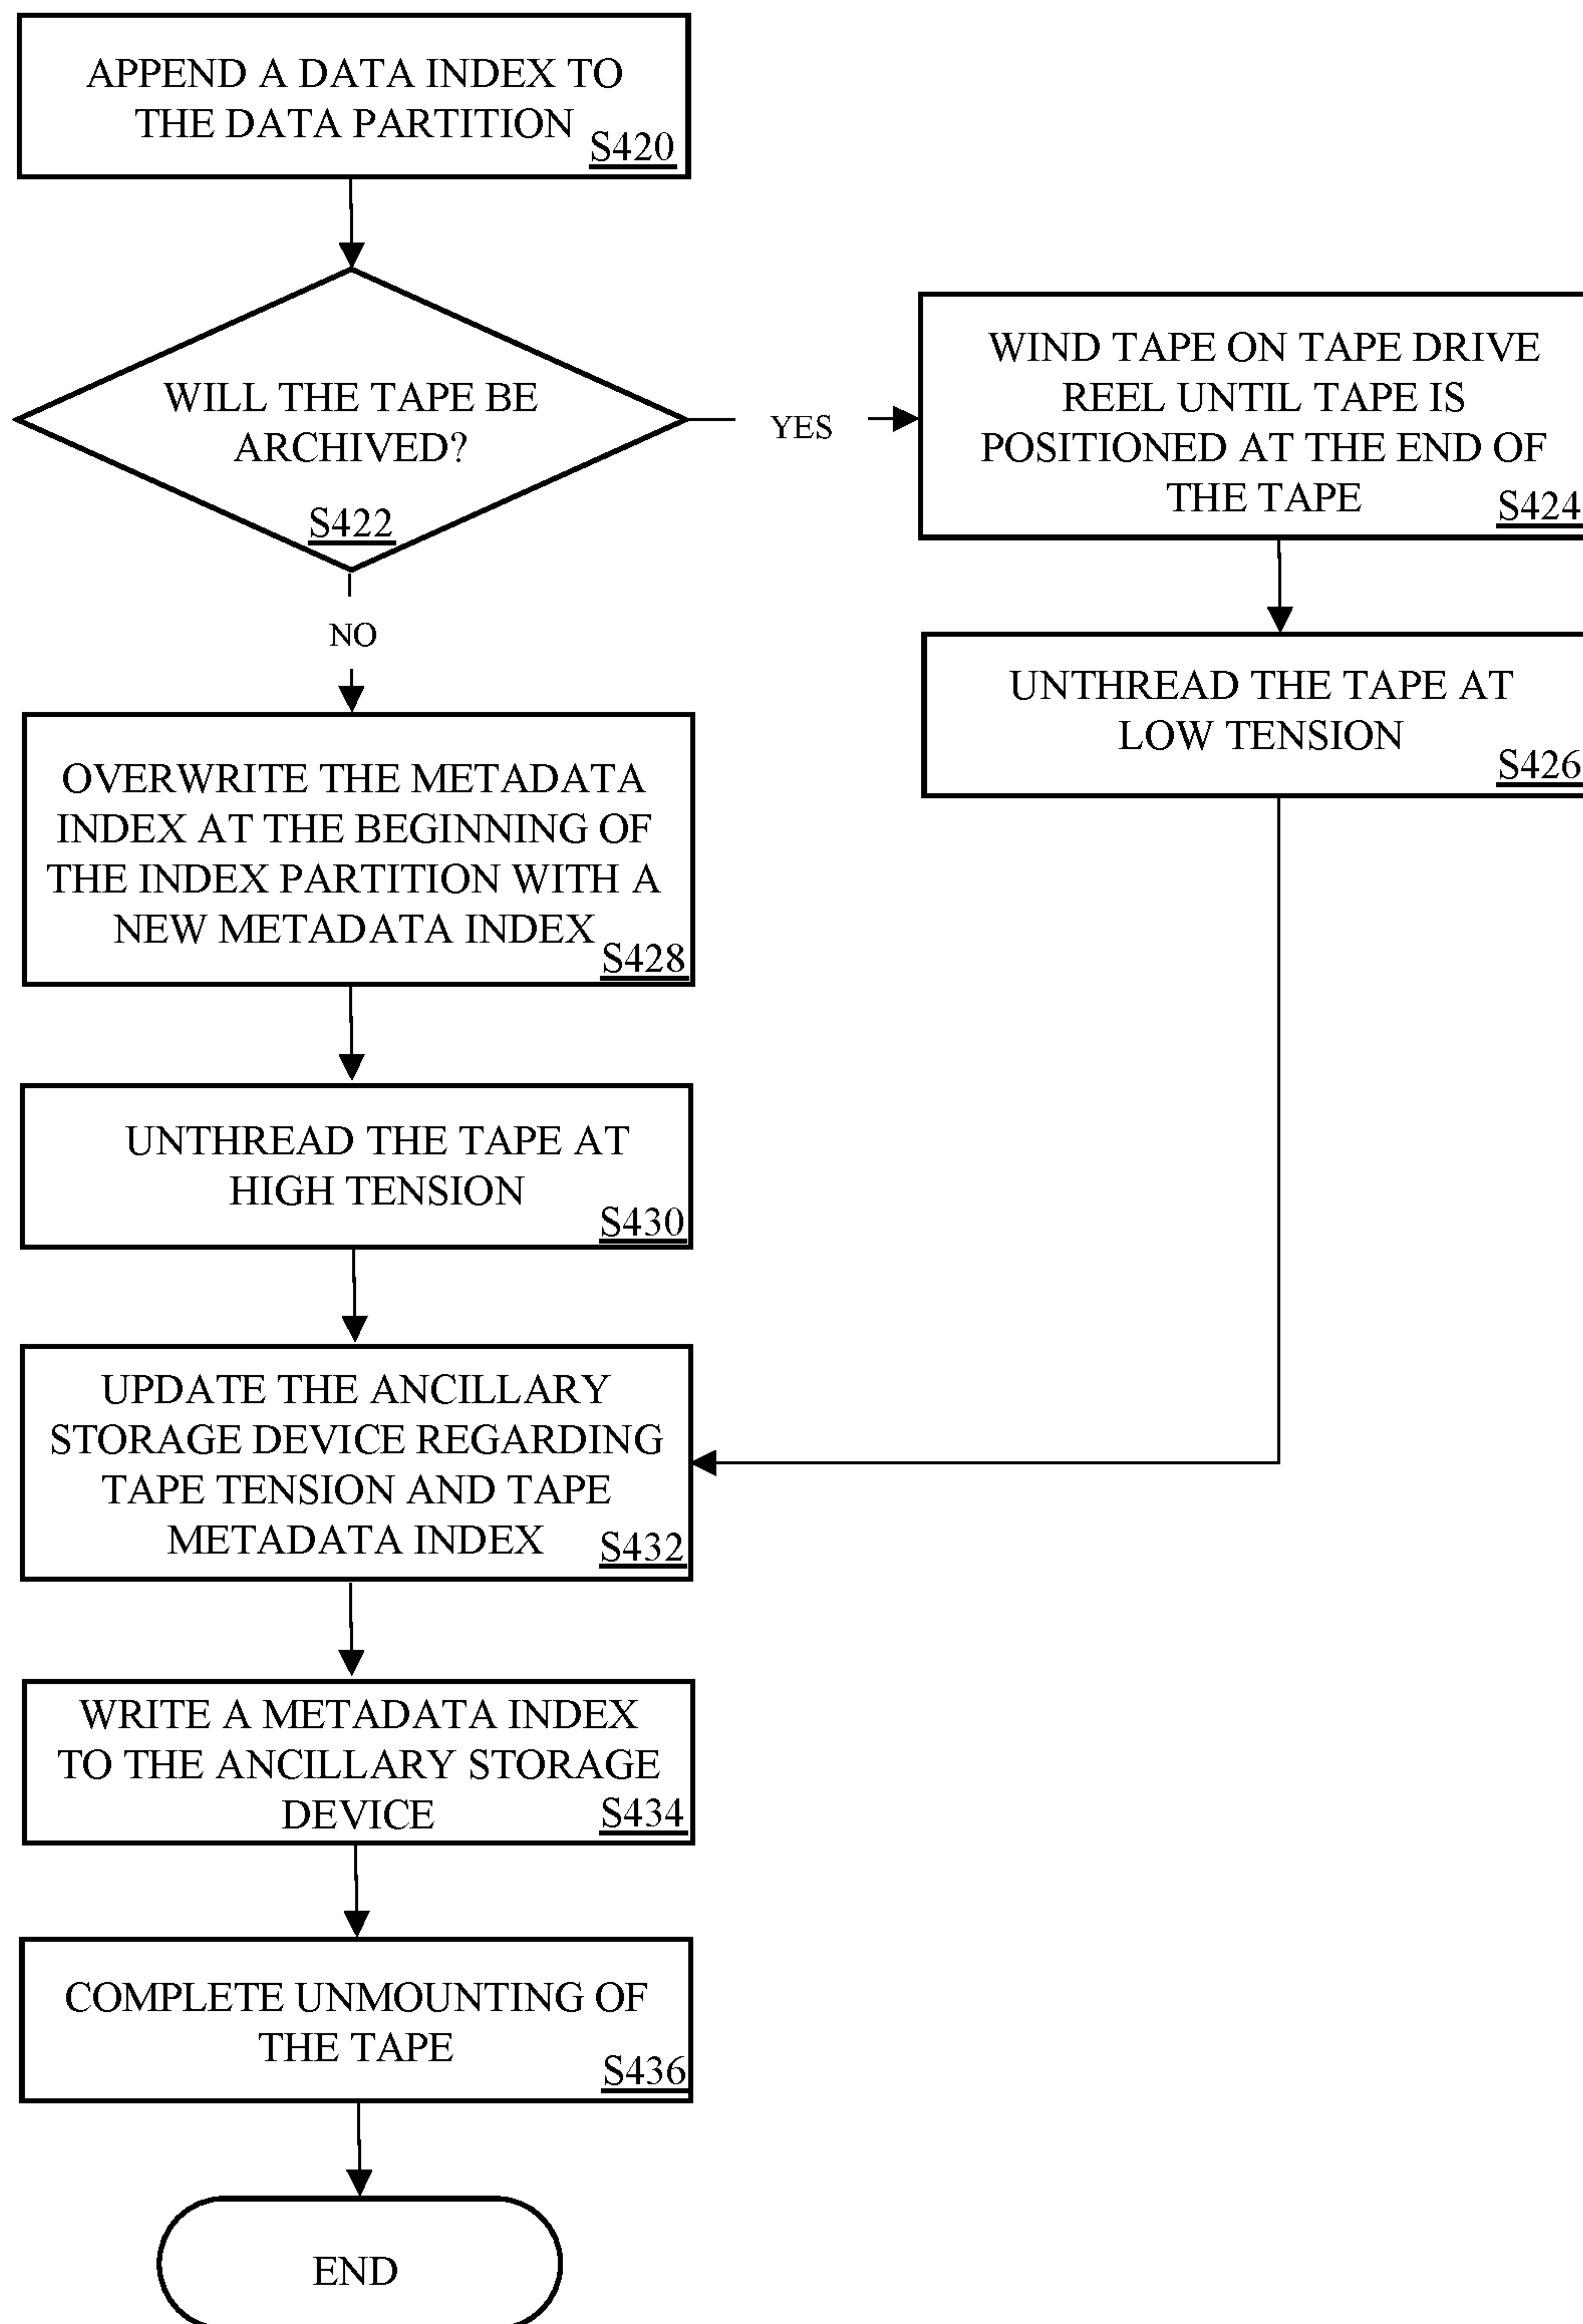 APPEND A DATA INDEX TO
THE DATA PARTITION
S420
WILL THE TAPE BE
ARCHIVED?
S422
YES
WIND TAPE ON TAPE DRIVE
REEL UNTIL TAPE IS
POSITIONED AT THE END OF
THE TAPE
S424
UNTHREAD THE TAPE AT
LOW TENSION
S426
NO
OVERWRITE THE METADATA
INDEX AT THE BEGINNING OF
THE INDEX PARTITION WITH A
NEW METADATA INDEX
S428
UNTHREAD THE TAPE AT
HIGH TENSION
S430
UPDATE THE ANCILLARY
STORAGE DEVICE REGARDING
TAPE TENSION AND TAPE
METADATA INDEX
S432
WRITE A METADATA INDEX
TO THE ANCILLARY STORAGE
DEVICE
S434
COMPLETE UNMOUNTING OF
THE TAPE
S436
END